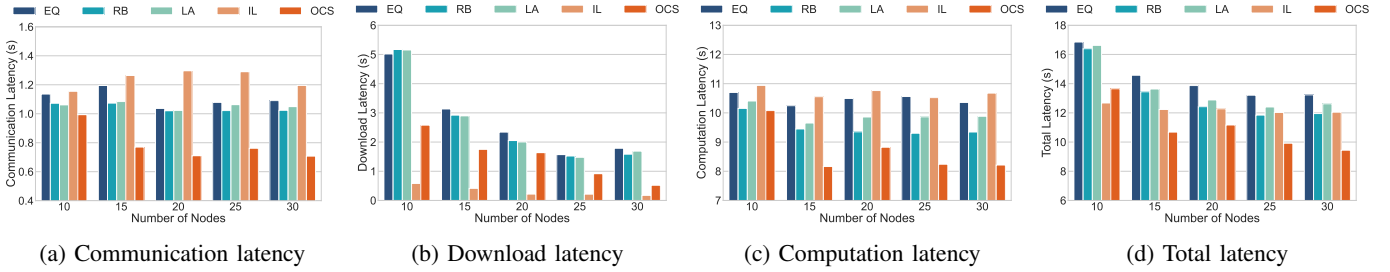 EQ RB LA IL OCS
1.6
1.4
1.2
1.0
0.8
0.6
0.4
Communication Latency (s)
10 15 20 25 30
Number of Nodes
(a) Communication latency
EQ RB LA IL OCS
6
5
4
3
2
1
0
Download Latency (s)
10 15 20 25 30
Number of Nodes
(b) Download latency
EQ RB LA IL OCS
13
12
11
10
9
8
7
Computation Latency (s)
10 15 20 25 30
Number of Nodes
(c) Computation latency
EQ RB LA IL OCS
18
16
14
12
10
8
6
Total Latency (s)
10 15 20 25 30
Number of Nodes
(d) Total latency